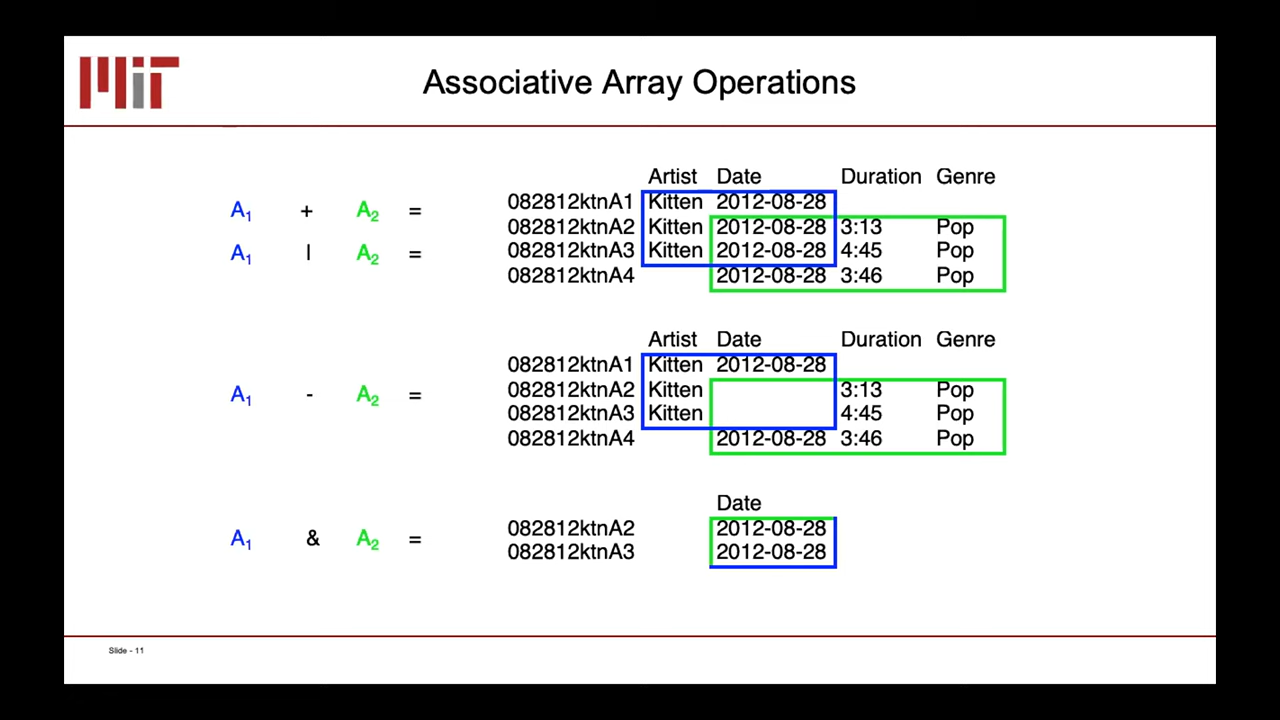 MIT
Associative Array Operations
Artist Date Duration Genre
A1 + A2 = 082812ktnA1 Kitten 2012-08-28
082812ktnA2 Kitten 2012-08-28 3:13 Pop
A1 | A2 = 082812ktnA3 Kitten 2012-08-28 4:45 Pop
082812ktnA4 2012-08-28 3:46 Pop
Artist Date Duration Genre
082812ktnA1 Kitten 2012-08-28
A1 - A2 = 082812ktnA2 Kitten 3:13 Pop
082812ktnA3 Kitten 4:45 Pop
082812ktnA4 2012-08-28 3:46 Pop
Date
A1 & A2 = 082812ktnA2 2012-08-28
082812ktnA3 2012-08-28
Slide - 11